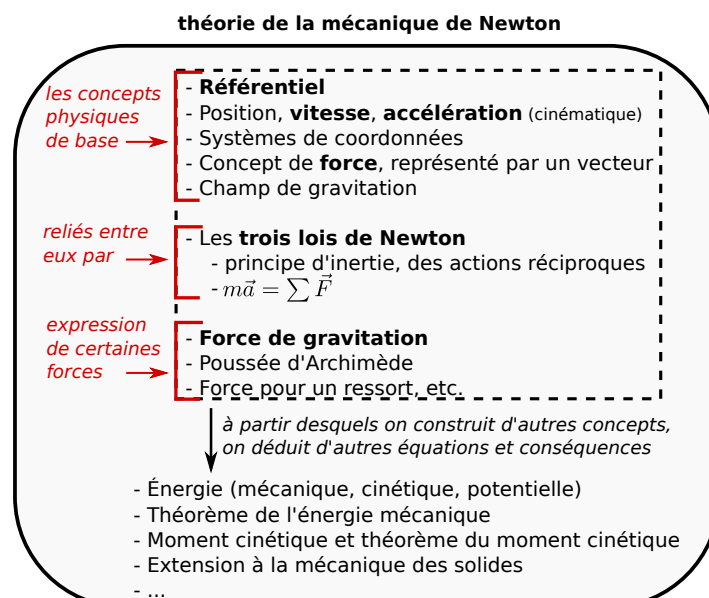 théorie de la mécanique de Newton
les concepts
physiques
de base
- Référentiel
- Position, vitesse, accélération (cinématique)
- Systèmes de coordonnées
- Concept de force, représenté par un vecteur
- Champ de gravitation
reliés entre
eux par
- Les trois lois de Newton
- principe d'inertie, des actions réciproques
- $m\vec{a} = \sum \vec{F}$
expression
de certaines
forces
- Force de gravitation
- Poussée d'Archimède
- Force pour un ressort, etc.
à partir desquels on construit d'autres concepts,
on déduit d'autres équations et conséquences
- Énergie (mécanique, cinétique, potentielle)
- Théorème de l'énergie mécanique
- Moment cinétique et théorème du moment cinétique
- Extension à la mécanique des solides
- ...